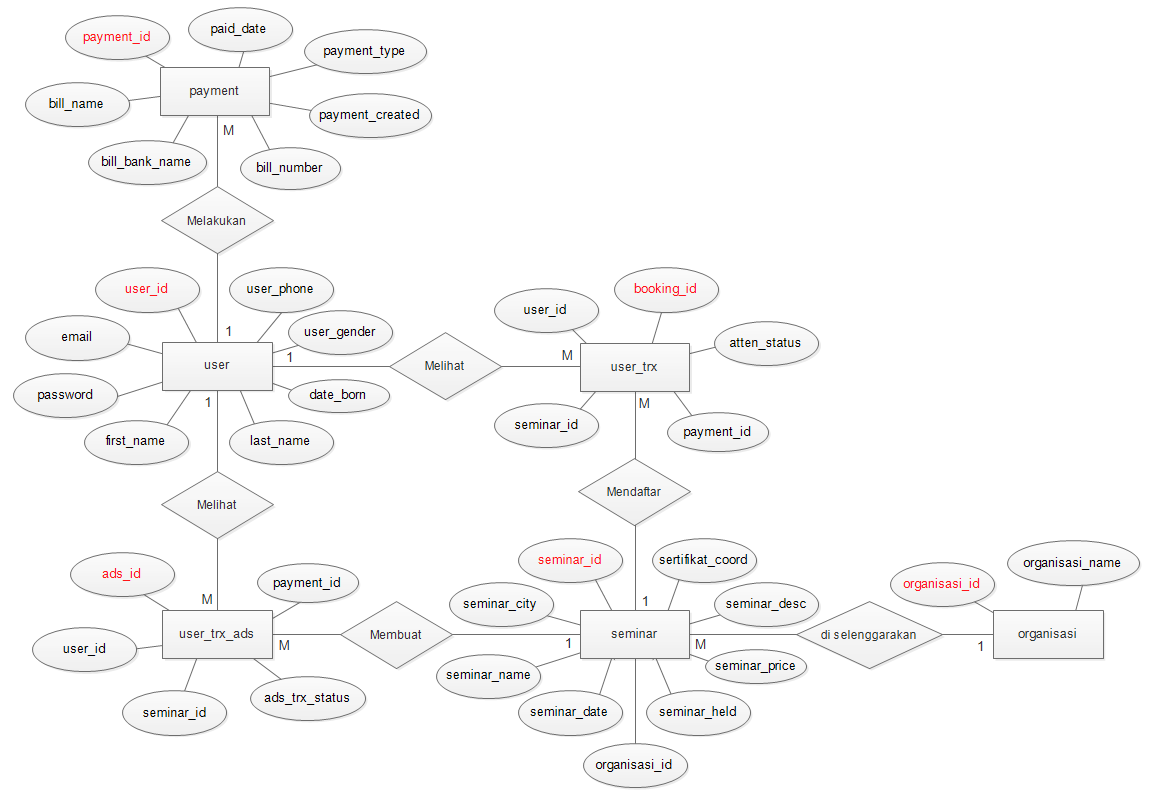 paid_date
payment_id
payment_type
payment
bill_name
payment_created
M
bill_bank_name
bill_number
Melakukan
user_id
user_phone
booking_id
user_id
1
user_gender
email
atten_status
1
M
user
Melihat
user_trx
password
date_born
1
M
seminar_id
payment_id
first_name
last_name
Melihat
Mendaftar
seminar_id
sertifikat_coord
organisasi_name
ads_id
payment_id
organisasi_id
M
seminar_city
1
seminar_desc
user_trx_ads
Membuat
seminar
di selenggarakan
organisasi
M
1
M
1
user_id
seminar_name
seminar_price
ads_trx_status
seminar_id
seminar_date
seminar_held
organisasi_id